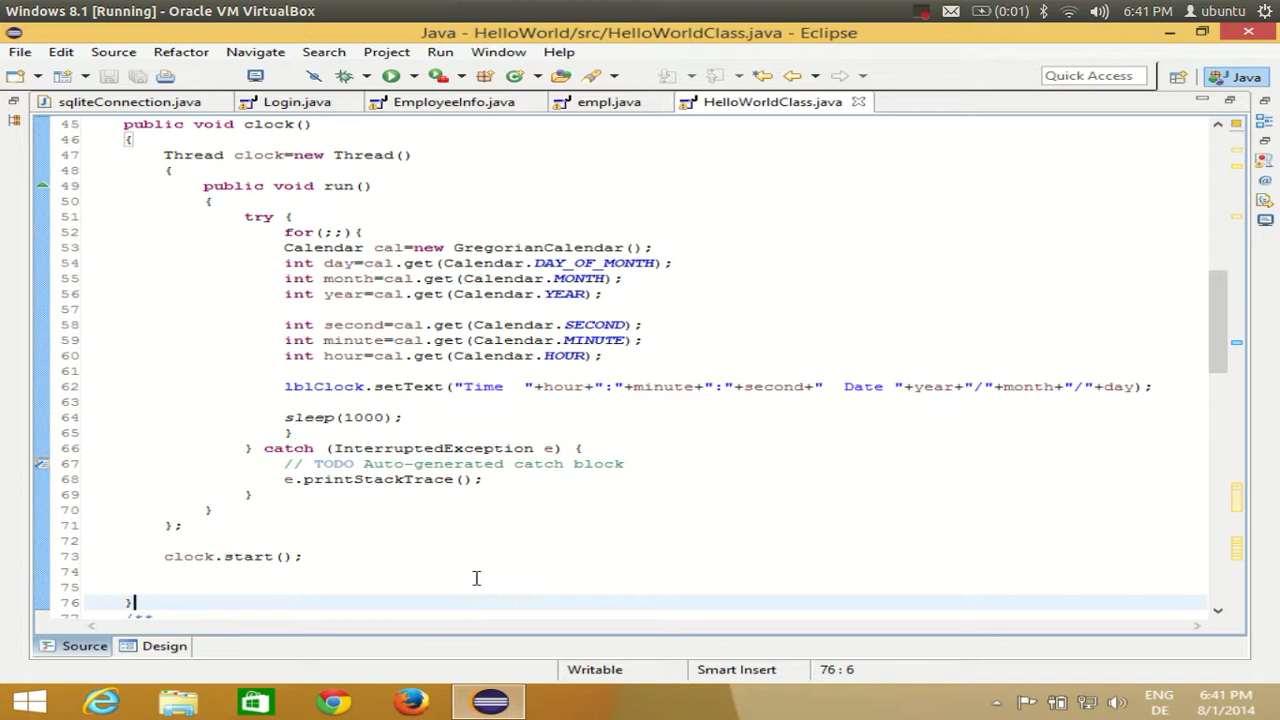 Windows 8.1 [Running] - Oracle VM VirtualBox
(0:01)
6:41 PM
ubuntu
Java - HelloWorld/src/HelloWorldClass.java - Eclipse
File Edit Source Refactor Navigate Search Project Run Window Help
Quick Access
Java
sqliteConnection.java
Login.java
EmployeeInfo.java
empl.java
HelloWorldClass.java
45 public void clock()
46 {
47 Thread clock=new Thread()
48 {
49 public void run()
50 {
51 try {
52 for(;;){
53 Calendar cal=new GregorianCalendar();
54 int day=cal.get(Calendar.DAY_OF_MONTH);
55 int month=cal.get(Calendar.MONTH);
56 int year=cal.get(Calendar.YEAR);
57
58 int second=cal.get(Calendar.SECOND);
59 int minute=cal.get(Calendar.MINUTE);
60 int hour=cal.get(Calendar.HOUR);
61
62 lblClock.setText("Time  "+hour+":"+minute+":"+second+"  Date "+year+"/"+month+"/"+day);
63
64 sleep(1000);
65 }
66 } catch (InterruptedException e) {
67 // TODO Auto-generated catch block
68 e.printStackTrace();
69 }
70 }
71 };
72
73 clock.start();
74
75
76 }
77 /**
Source Design
Writable
Smart Insert
76 : 6
ENG
DE
6:41 PM
8/1/2014